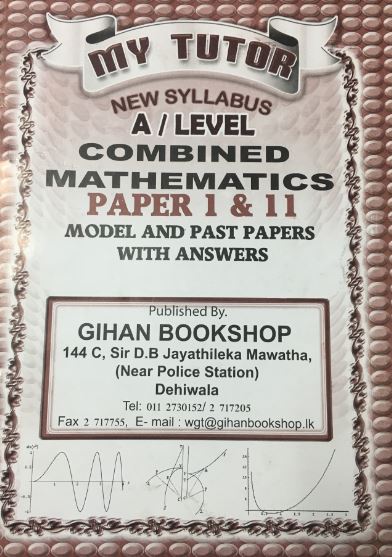 MY TUTOR
NEW SYLLABUS
A / LEVEL
COMBINED
MATHEMATICS
PAPER 1 & 11
MODEL AND PAST PAPERS
WITH ANSWERS
Published By.
GIHAN BOOKSHOP
144 C, Sir D.B Jayathileka Mawatha,
(Near Police Station)
Dehiwala
Tel: 011 2730152/ 2 717205
Fax 2 717755, E- mail : wgt@gihanbookshop.lk